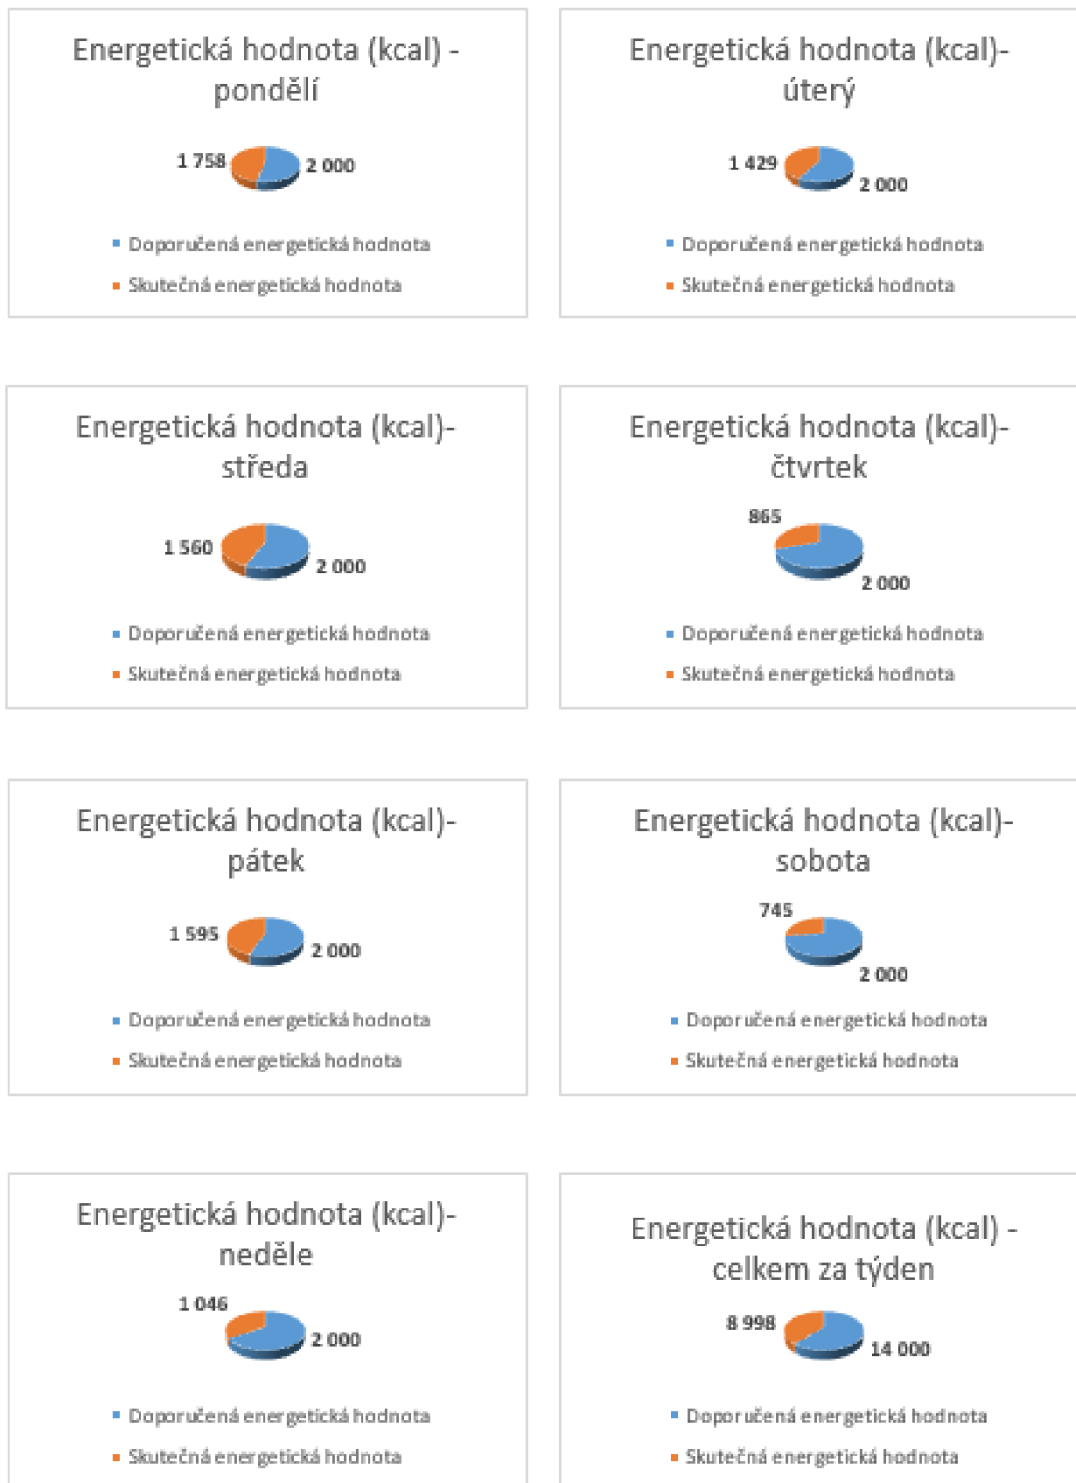 Energetická hodnota (kcal) -
pondělí
1 758
2 000
Doporučená energetická hodnota
Skutečná energetická hodnota
Energetická hodnota (kcal)-
úterý
1 429
2 000
Doporučená energetická hodnota
Skutečná energetická hodnota
Energetická hodnota (kcal)-
středa
1 560
2 000
Doporučená energetická hodnota
Skutečná energetická hodnota
Energetická hodnota (kcal)-
čtvrtek
865
2 000
Doporučená energetická hodnota
Skutečná energetická hodnota
Energetická hodnota (kcal)-
pátek
1 595
2 000
Doporučená energetická hodnota
Skutečná energetická hodnota
Energetická hodnota (kcal)-
sobota
745
2 000
Doporučená energetická hodnota
Skutečná energetická hodnota
Energetická hodnota (kcal)-
neděle
1 046
2 000
Doporučená energetická hodnota
Skutečná energetická hodnota
Energetická hodnota (kcal) -
celkem za týden
8 998
14 000
Doporučená energetická hodnota
Skutečná energetická hodnota